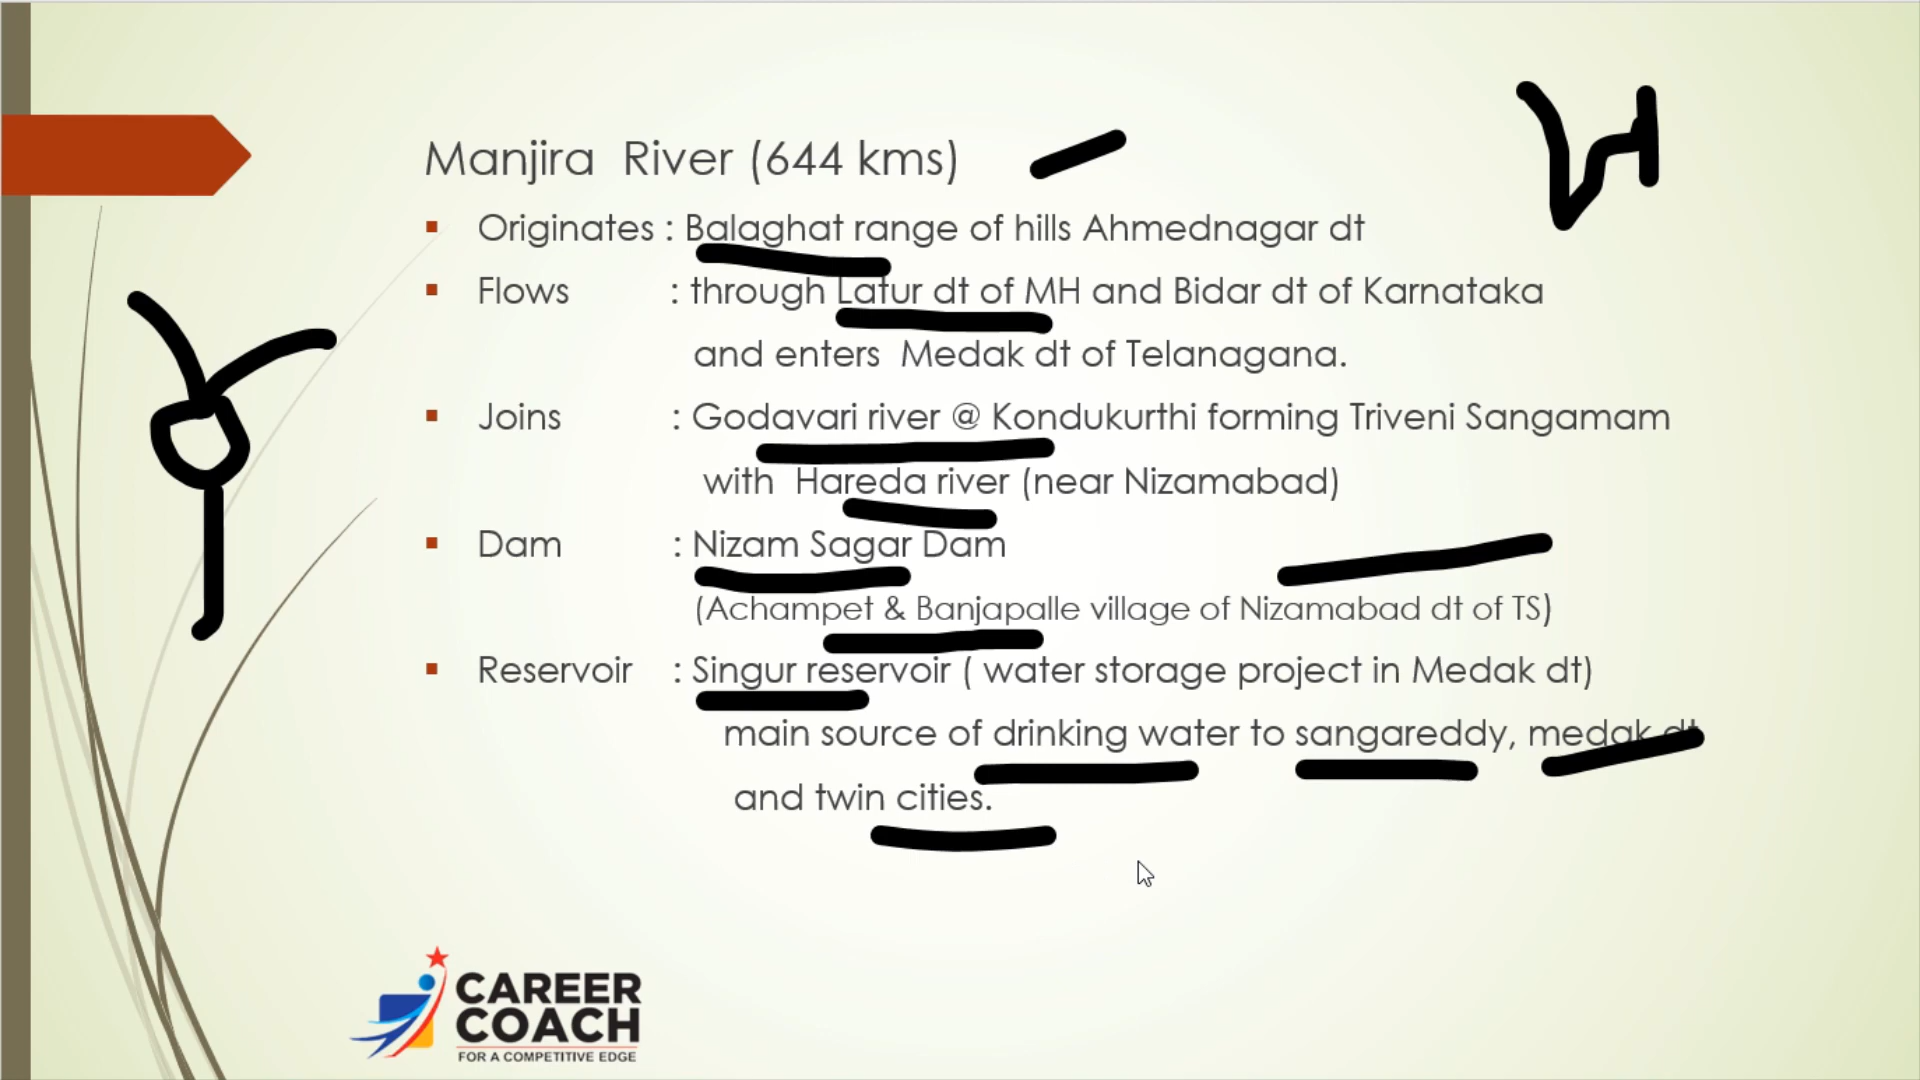 Manjira River (644 kms)
Originates : Balaghat range of hills Ahmednagar dt
Flows : through Latur dt of MH and Bidar dt of Karnataka
and enters Medak dt of Telanagana.
Joins : Godavari river @ Kondukurthi forming Triveni Sangamam
with Hareda river (near Nizamabad)
Dam : Nizam Sagar Dam
(Achampet & Banjapalle village of Nizamabad dt of TS)
Reservoir : Singur reservoir ( water storage project in Medak dt)
main source of drinking water to sangareddy, medak dt
and twin cities.
CAREER
COACH
FOR A COMPETITIVE EDGE